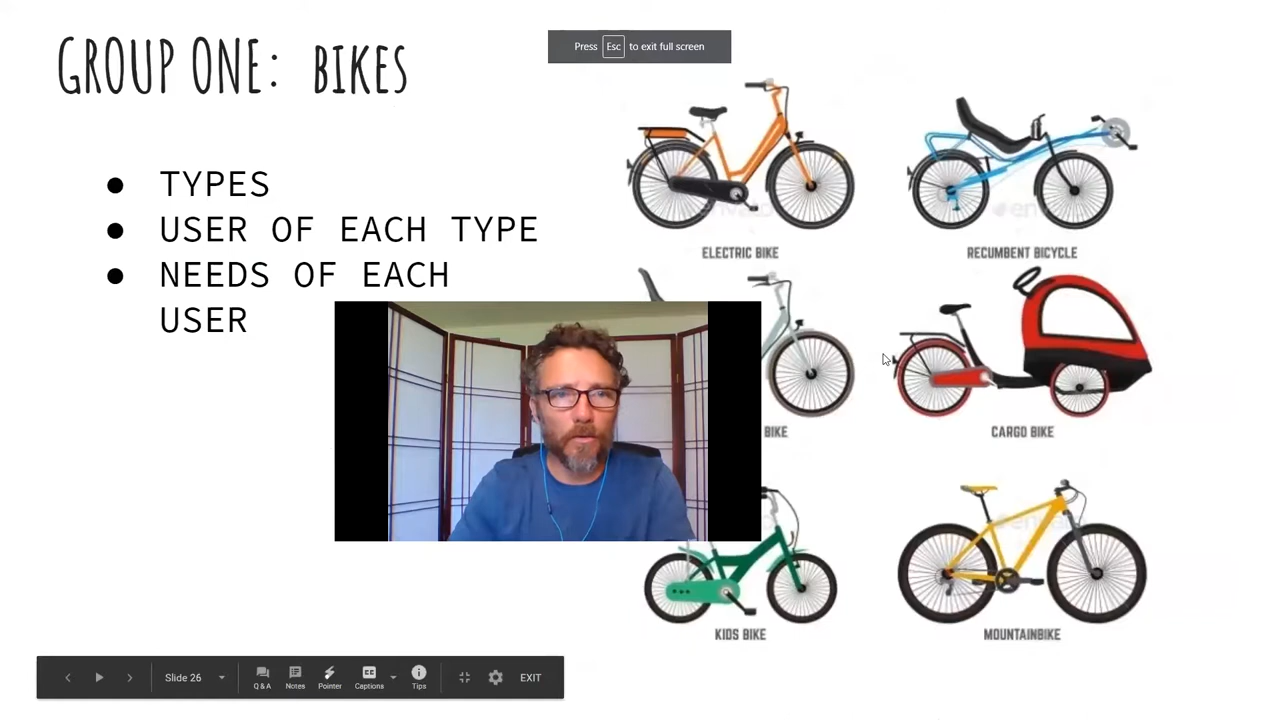 GROUP ONE: BIKES
Press Esc to exit full screen
TYPES
USER OF EACH TYPE
NEEDS OF EACH
USER
ELECTRIC BIKE
RECUMBENT BICYCLE
BIKE
CARGO BIKE
KIDS BIKE
MOUNTAINBIKE
Slide 26
Q&A
Notes
Pointer
Captions
Tips
EXIT